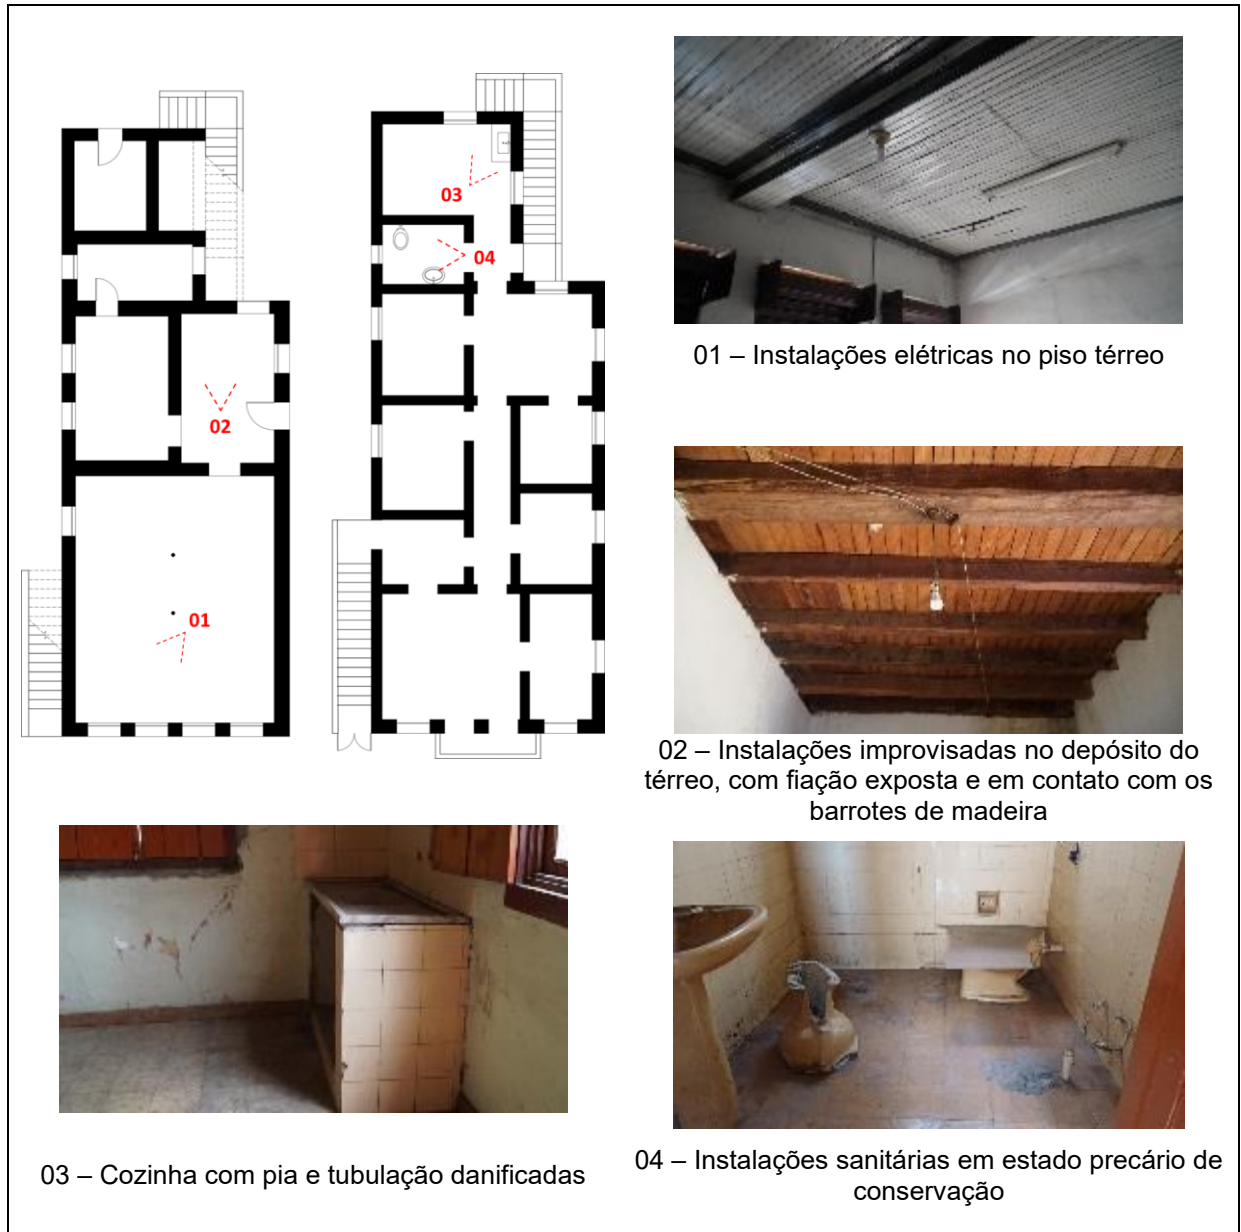 03
04
02
01
01 – Instalações elétricas no piso térreo
02 – Instalações improvisadas no depósito do
térreo, com fiação exposta e em contato com os
barrotes de madeira
03 – Cozinha com pia e tubulação danificadas
04 – Instalações sanitárias em estado precário de
conservação